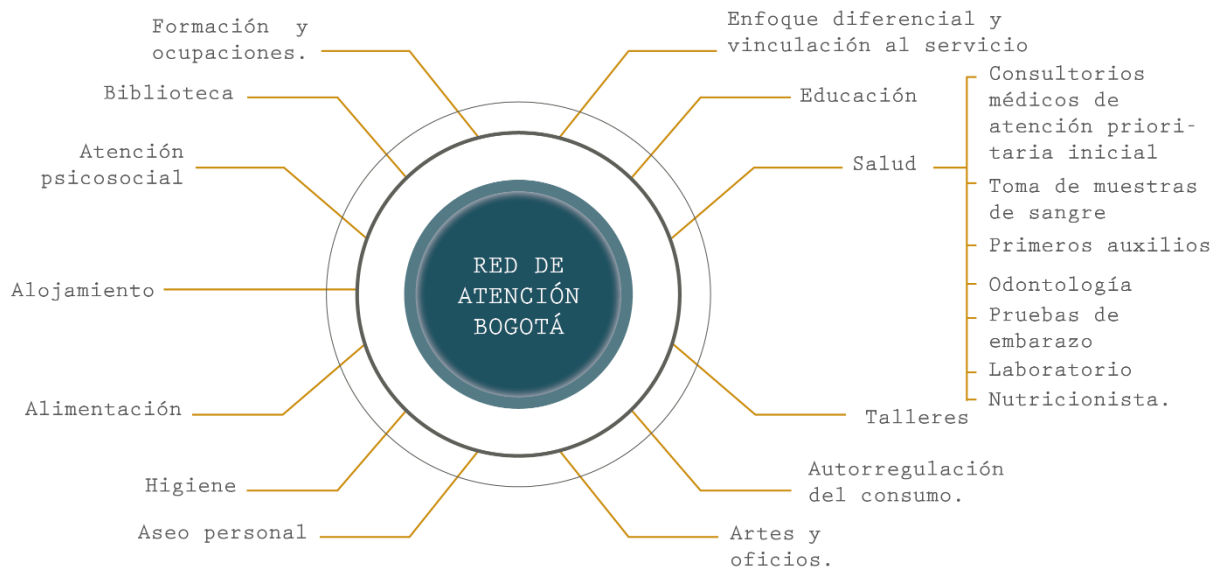 Formación y
ocupaciones.
Biblioteca
Atención
psicosocial
Alojamiento
Alimentación
Higiene
Aseo personal
RED DE
ATENCIÓN
BOGOTÁ
Enfoque diferencial y
vinculación al servicio
Educación
Salud
Consultorios
médicos de
atención priori-
taria inicial
Toma de muestras
de sangre
Primeros auxilios
Odontología
Pruebas de
embarazo
Laboratorio
Nutricionista.
Talleres
Autorregulación
del consumo.
Artes y
oficios.